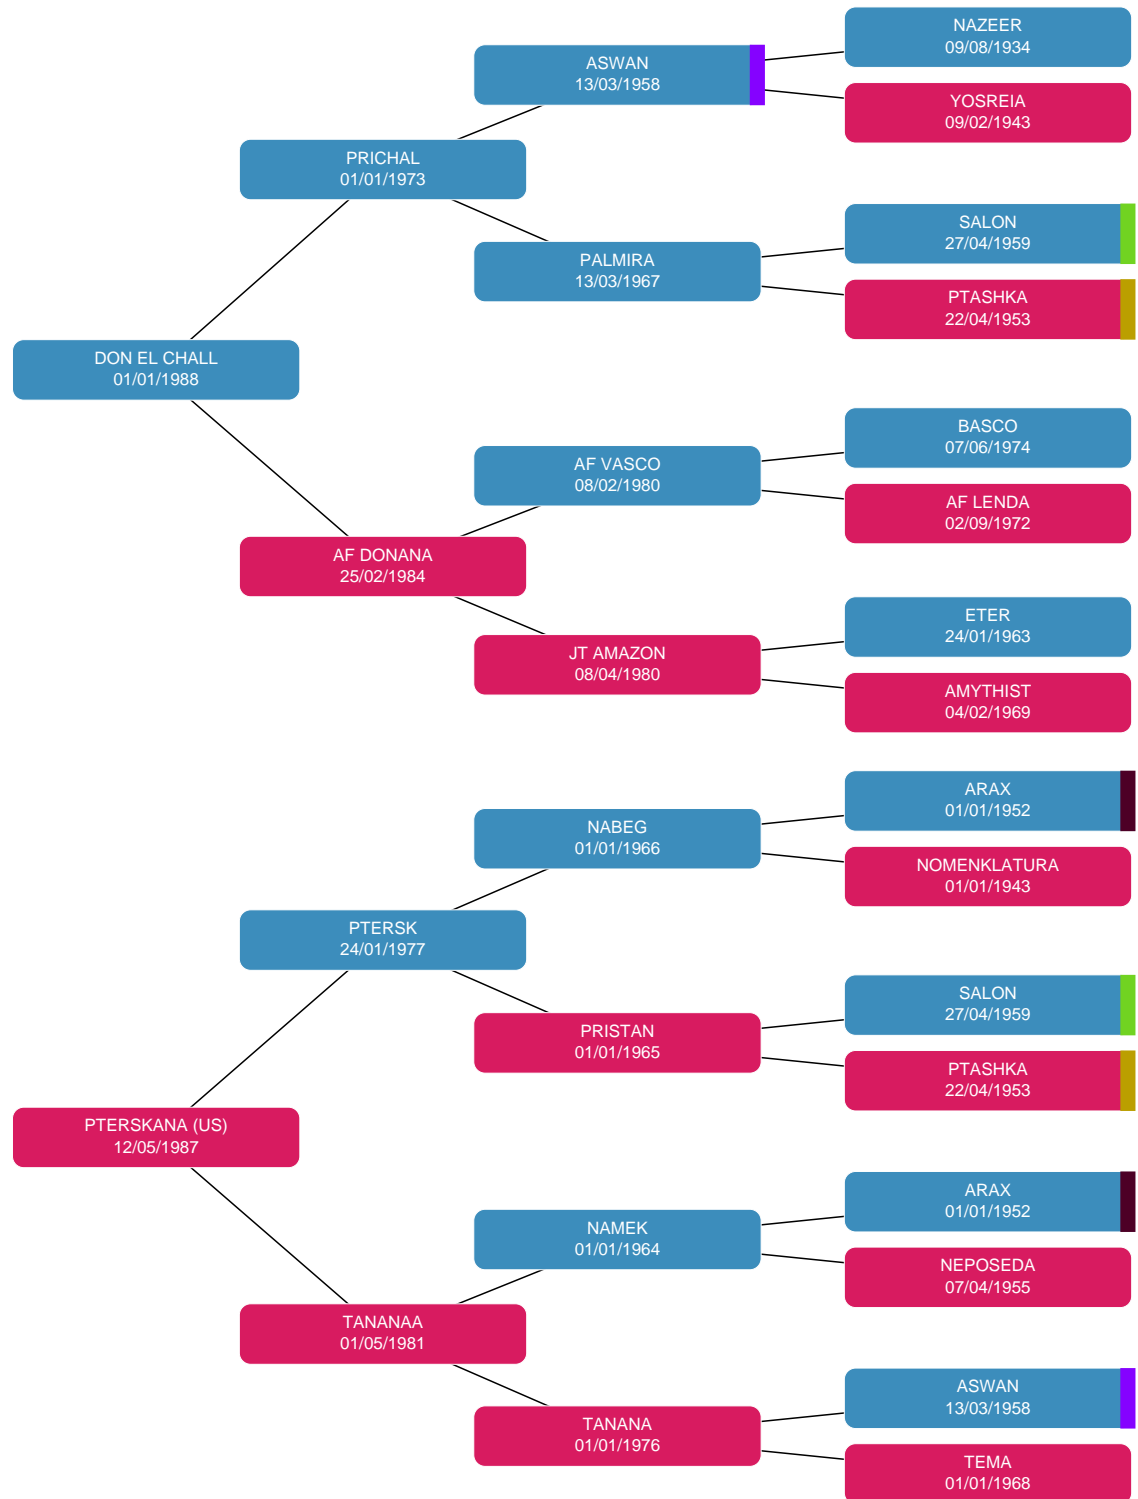 NAZEER
09/08/1934
ASWAN
13/03/1958
YOSREIA
09/02/1943
PRICHAL
01/01/1973
SALON
27/04/1959
PALMIRA
13/03/1967
PTASHKA
22/04/1953
DON EL CHALL
01/01/1988
BASCO
07/06/1974
AF VASCO
08/02/1980
AF LENDA
02/09/1972
AF DONANA
25/02/1984
ETER
24/01/1963
JT AMAZON
08/04/1980
AMYTHIST
04/02/1969
ARAX
01/01/1952
NABEG
01/01/1966
NOMENKLATURA
01/01/1943
PTERSK
24/01/1977
SALON
27/04/1959
PRISTAN
01/01/1965
PTASHKA
22/04/1953
PTERSKANA (US)
12/05/1987
ARAX
01/01/1952
NAMEK
01/01/1964
NEPOSEDA
07/04/1955
TANANAA
01/05/1981
ASWAN
13/03/1958
TANANA
01/01/1976
TEMA
01/01/1968